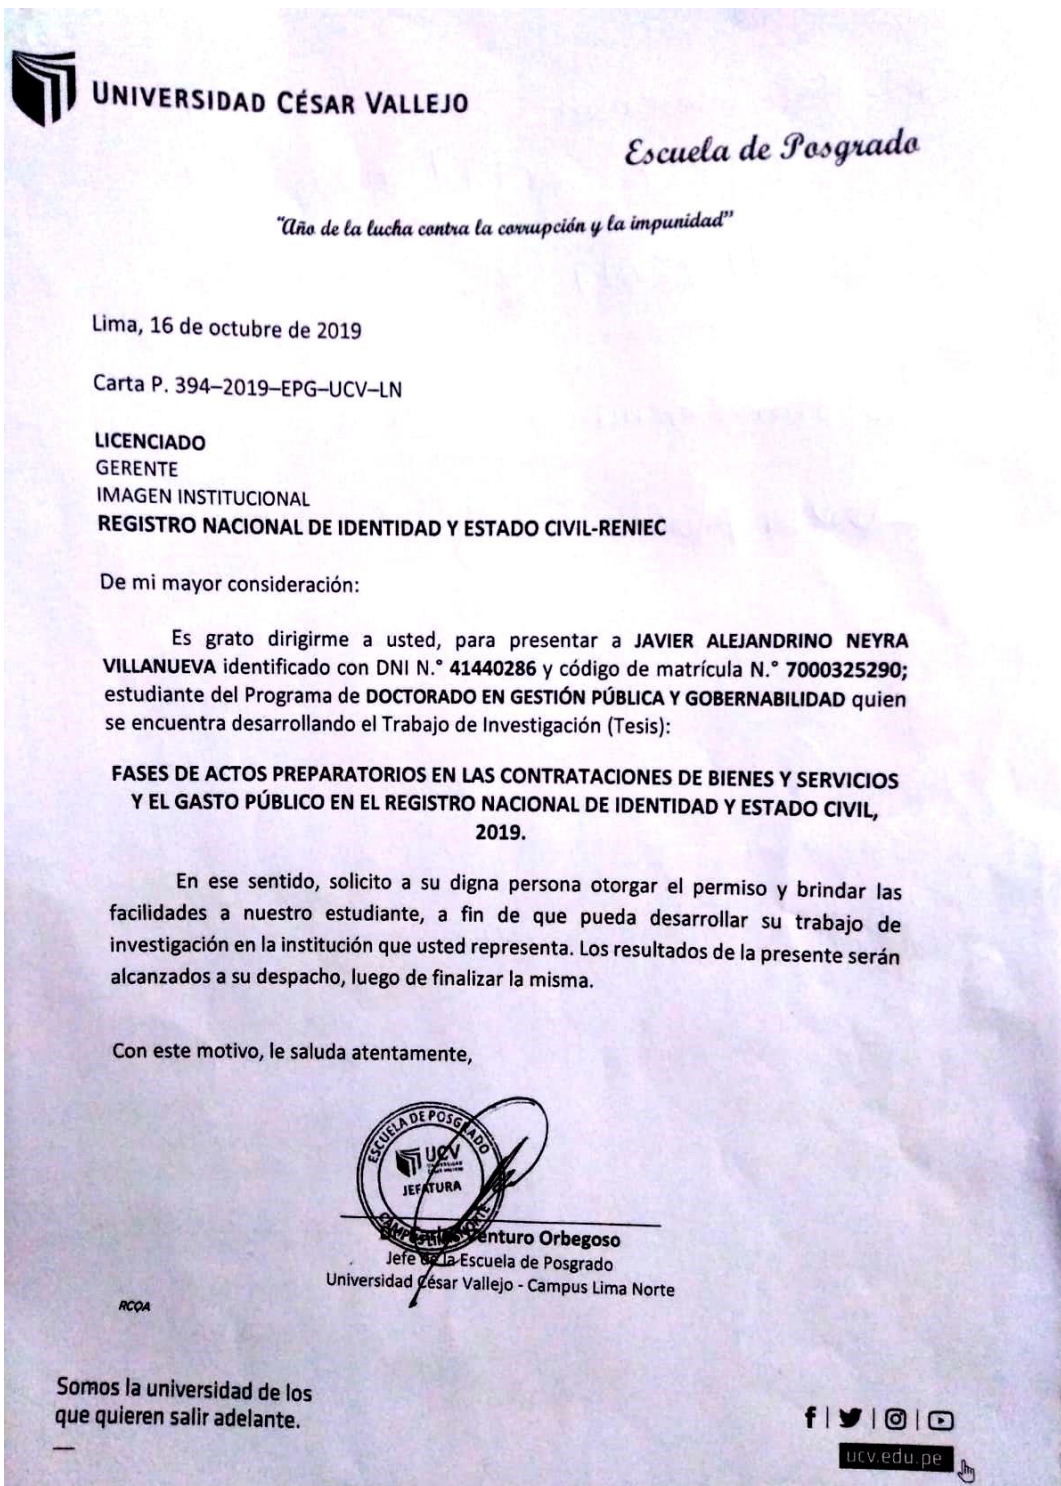 UNIVERSIDAD CÉSAR VALLEJO
Escuela de Posgrado
"Año de la lucha contra la corrupción y la impunidad"
Lima, 16 de octubre de 2019
Carta P. 394–2019–EPG–UCV–LN
LICENCIADO
GERENTE
IMAGEN INSTITUCIONAL
REGISTRO NACIONAL DE IDENTIDAD Y ESTADO CIVIL-RENIEC
De mi mayor consideración:
Es grato dirigirme a usted, para presentar a JAVIER ALEJANDRINO NEYRA
VILLANUEVA identificado con DNI N.° 41440286 y código de matrícula N.° 7000325290;
estudiante del Programa de DOCTORADO EN GESTIÓN PÚBLICA Y GOBERNABILIDAD quien
se encuentra desarrollando el Trabajo de Investigación (Tesis):
FASES DE ACTOS PREPARATORIOS EN LAS CONTRATACIONES DE BIENES Y SERVICIOS
Y EL GASTO PÚBLICO EN EL REGISTRO NACIONAL DE IDENTIDAD Y ESTADO CIVIL,
2019.
En ese sentido, solicito a su digna persona otorgar el permiso y brindar las
facilidades a nuestro estudiante, a fin de que pueda desarrollar su trabajo de
investigación en la institución que usted representa. Los resultados de la presente serán
alcanzados a su despacho, luego de finalizar la misma.
Con este motivo, le saluda atentamente,
ESCUELA DE POSGRADO
UCV
UNIVERSIDAD
CÉSAR VALLEJO
JEFATURA
CAMPUS LIMA NORTE
Venturo Orbegoso
Jefe de la Escuela de Posgrado
Universidad César Vallejo - Campus Lima Norte
RCQA
Somos la universidad de los
que quieren salir adelante.
ucv.edu.pe